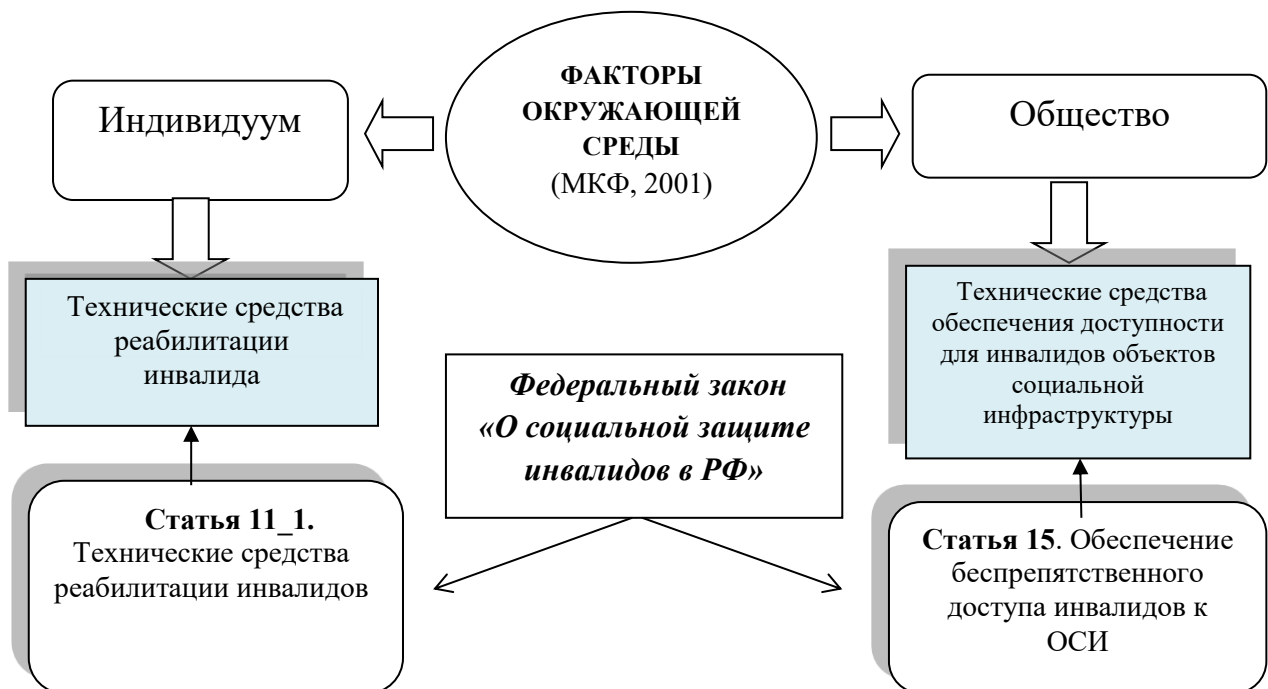 ФАКТОРЫ
ОКРУЖАЮЩЕЙ
СРЕДЫ
(МКФ, 2001)
Индивидуум
Общество
Технические средства
реабилитации
инвалида
Технические средства
обеспечения доступности
для инвалидов объектов
социальной
инфраструктуры
Федеральный закон
«О социальной защите
инвалидов в РФ»
Статья 11_1.
Технические средства
реабилитации инвалидов
Статья 15. Обеспечение
беспрепятственного
доступа инвалидов к
ОСИ